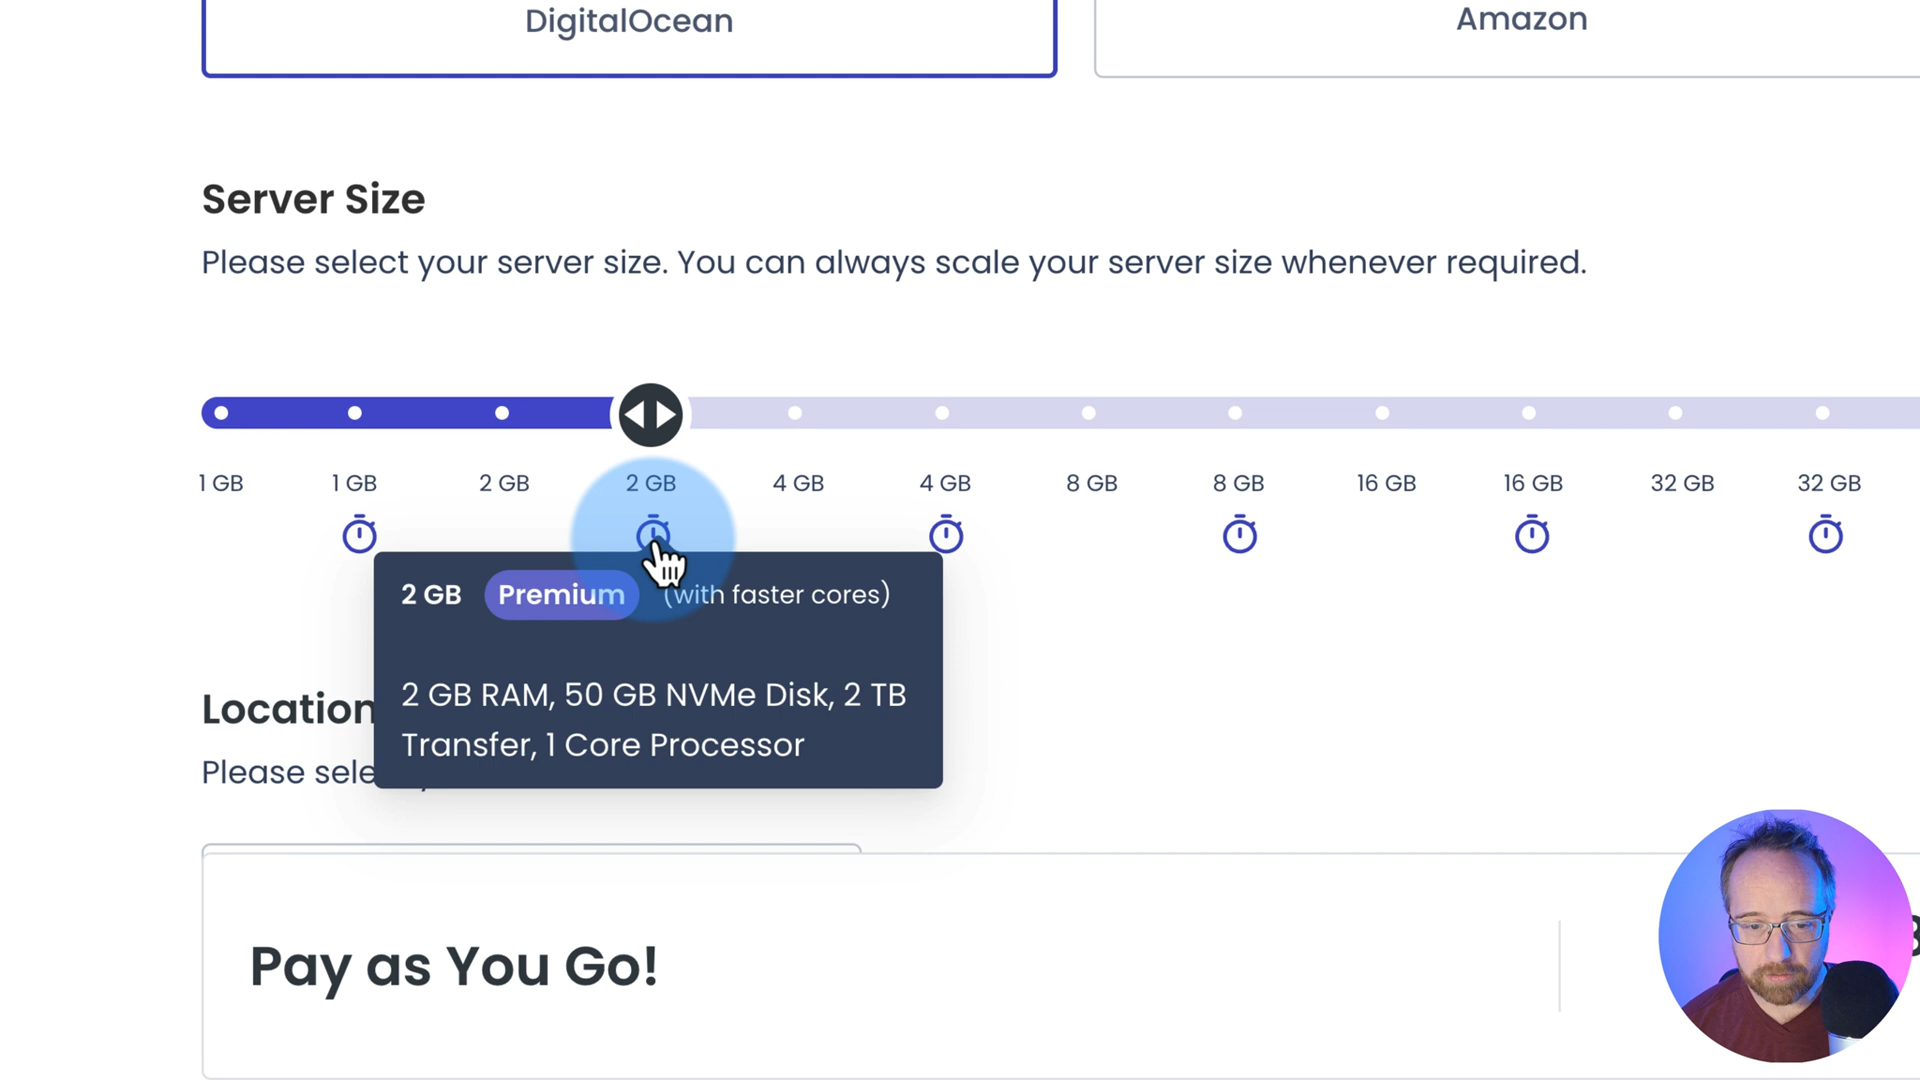 DigitalOcean
Amazon
Server Size
Please select your server size. You can always scale your server size whenever required.
1 GB 1 GB 2 GB 2 GB 4 GB 4 GB 8 GB 8 GB 16 GB 16 GB 32 GB 32 GB
2 GB Premium (with faster cores)
2 GB RAM, 50 GB NVMe Disk, 2 TB
Transfer, 1 Core Processor
Location
Please sele
Pay as You Go!